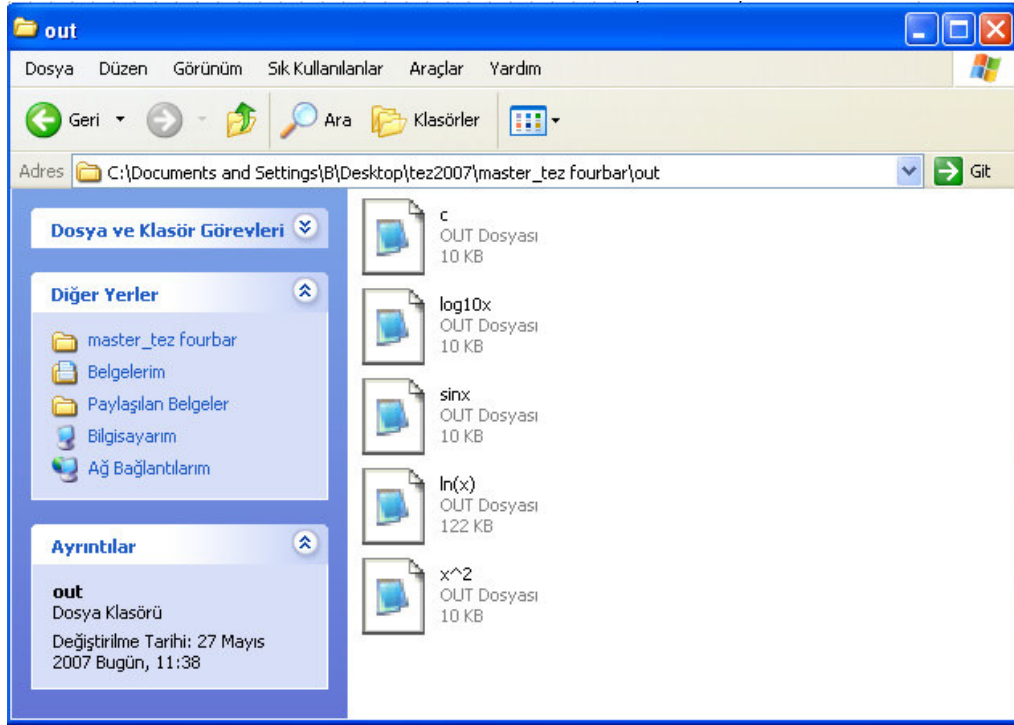 out
Dosya Düzen Görünüm Sık Kullanılanlar Araçlar Yardım
Geri Ara Klasörler
Adres C:\Documents and Settings\B\Desktop\tez2007\master_tez fourbar\out Git
Dosya ve Klasör Görevleri
Diğer Yerler
master_tez fourbar
Belgelerim
Paylaşılan Belgeler
Bilgisayarım
Ağ Bağlantılarım
Ayrıntılar
out
Dosya Klasörü
Değiştirilme Tarihi: 27 Mayıs
2007 Bugün, 11:38
c
OUT Dosyası
10 KB
log10x
OUT Dosyası
10 KB
sinx
OUT Dosyası
10 KB
ln(x)
OUT Dosyası
122 KB
x^2
OUT Dosyası
10 KB